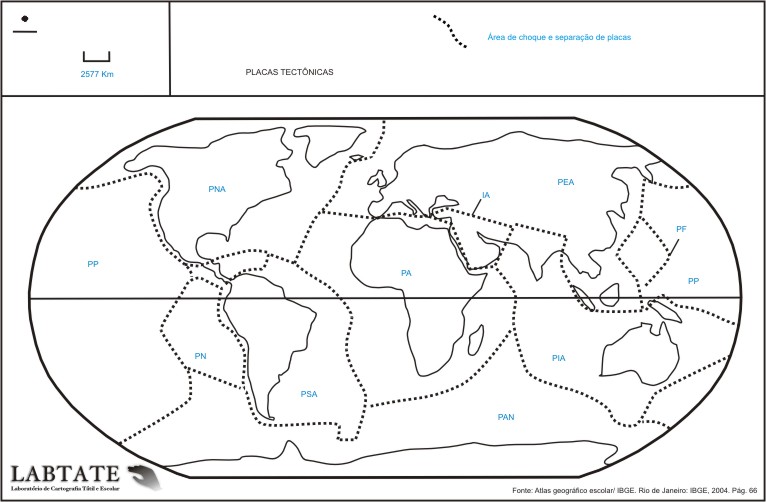 Área de choque e separação de placas
2577 Km
PLACAS TECTÔNICAS
PNA
PEA
IA
PF
PP
PA
PP
PN
PIA
PSA
PAN
LABTATE
Laboratório de Cartografia Tátil e Escolar
Fonte: Atlas geográfico escolar/ IBGE. Rio de Janeiro: IBGE, 2004. Pág. 66